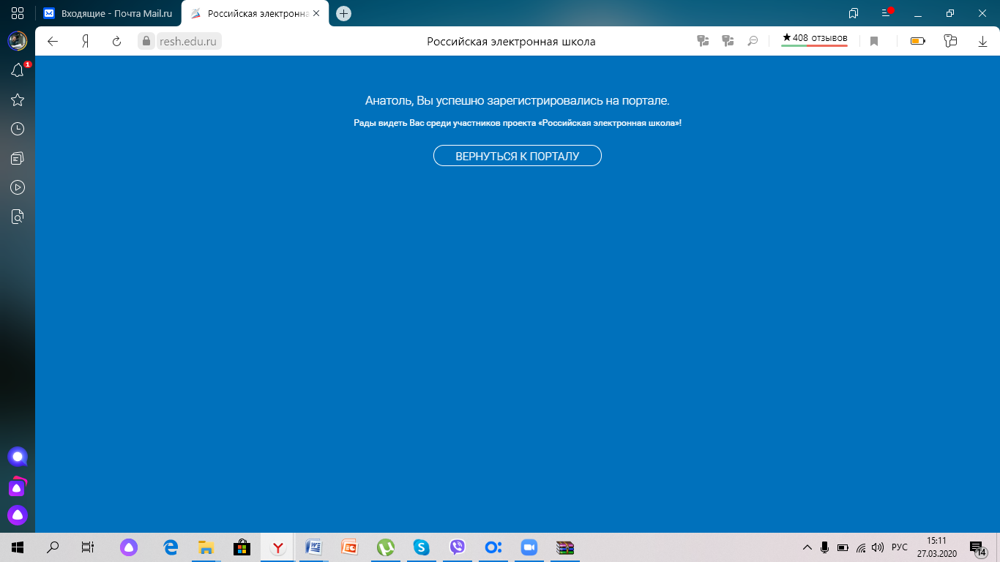 Входящие - Почта Mail.ru
Российская электронна
1
resh.edu.ru
Российская электронная школа
★408 отзывов
Анатоль, Вы успешно зарегистрировались на портале.
Рады видеть Вас среди участников проекта «Российская электронная школа»!
ВЕРНУТЬСЯ К ПОРТАЛУ
РУС
15:11
27.03.2020
14